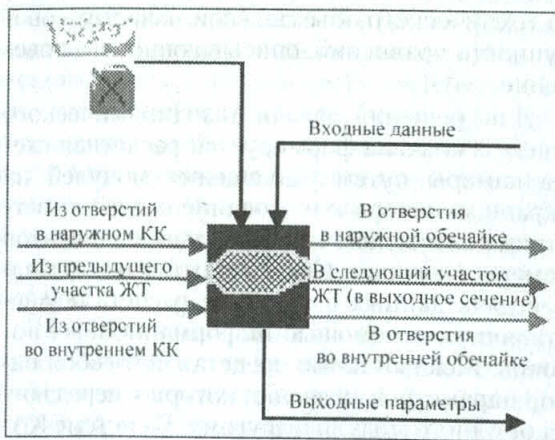 Входные данные
Из отверстий
в наружном КК
В отверстия
в наружной обечайке
Из предыдущего
участка ЖТ
В следующий участок
ЖТ (в выходное сечение)
Из отверстий
во внутреннем КК
В отверстия
во внутренней обечайке
Выходные параметры